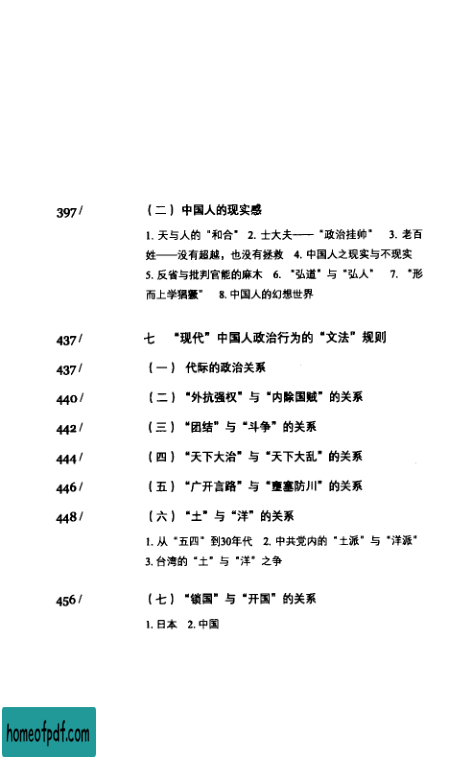 397/ （二）中国人的现实感
1. 天与人的“和合” 2. 士大夫——“政治挂帅” 3. 老百
姓——没有超越，也没有拯救 4. 中国人之现实与不现实
5. 反省与批判官能的麻木 6. “弘道”与“弘人” 7. “形
而上学猖獗” 8. 中国人的幻想世界
437/ 七 “现代”中国人政治行为的“文法”规则
437/ （一） 代际的政治关系
440/ （二）“外抗强权”与“内除国贼”的关系
442/ （三）“团结”与“斗争”的关系
444/ （四）“天下大治”与“天下大乱”的关系
446/ （五）“广开言路”与“壅塞防川”的关系
448/ （六）“土”与“洋”的关系
1. 从“五四”到30年代 2. 中共党内的“土派”与“洋派”
3. 台湾的“土”与“洋”之争
456/ （七）“锁国”与“开国”的关系
1. 日本 2. 中国
homeofpdf.com